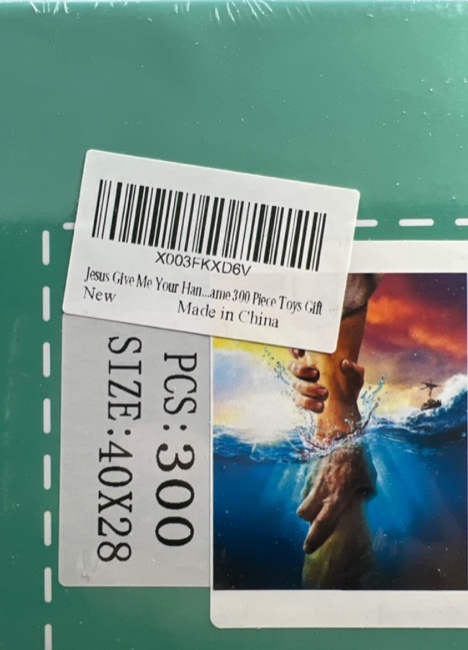 X003FKXD6V
Jesus Give Me Your Han...ame 300 Piece Toys Gift
New
Made in China
PCS:300
SIZE:40X28